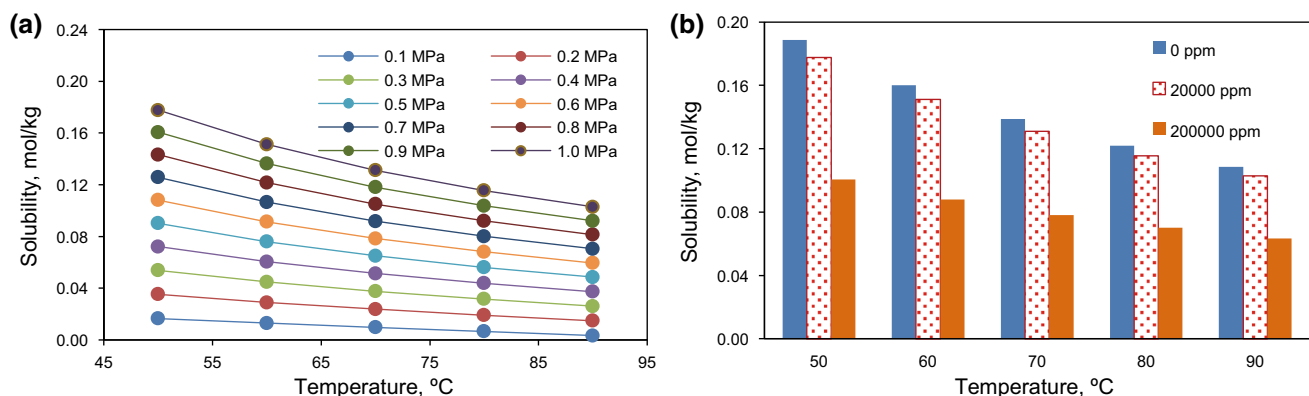 (a)
Solubility, mol/kg
0.24
0.20
0.16
0.12
0.08
0.04
0.00
0.1 MPa 0.2 MPa
0.3 MPa 0.4 MPa
0.5 MPa 0.6 MPa
0.7 MPa 0.8 MPa
0.9 MPa 1.0 MPa
45 55 65 75 85 95
Temperature, ºC
(b)
Solubility, mol/kg
0.20
0.16
0.12
0.08
0.04
0.00
0 ppm
20000 ppm
200000 ppm
50 60 70 80 90
Temperature, ºC